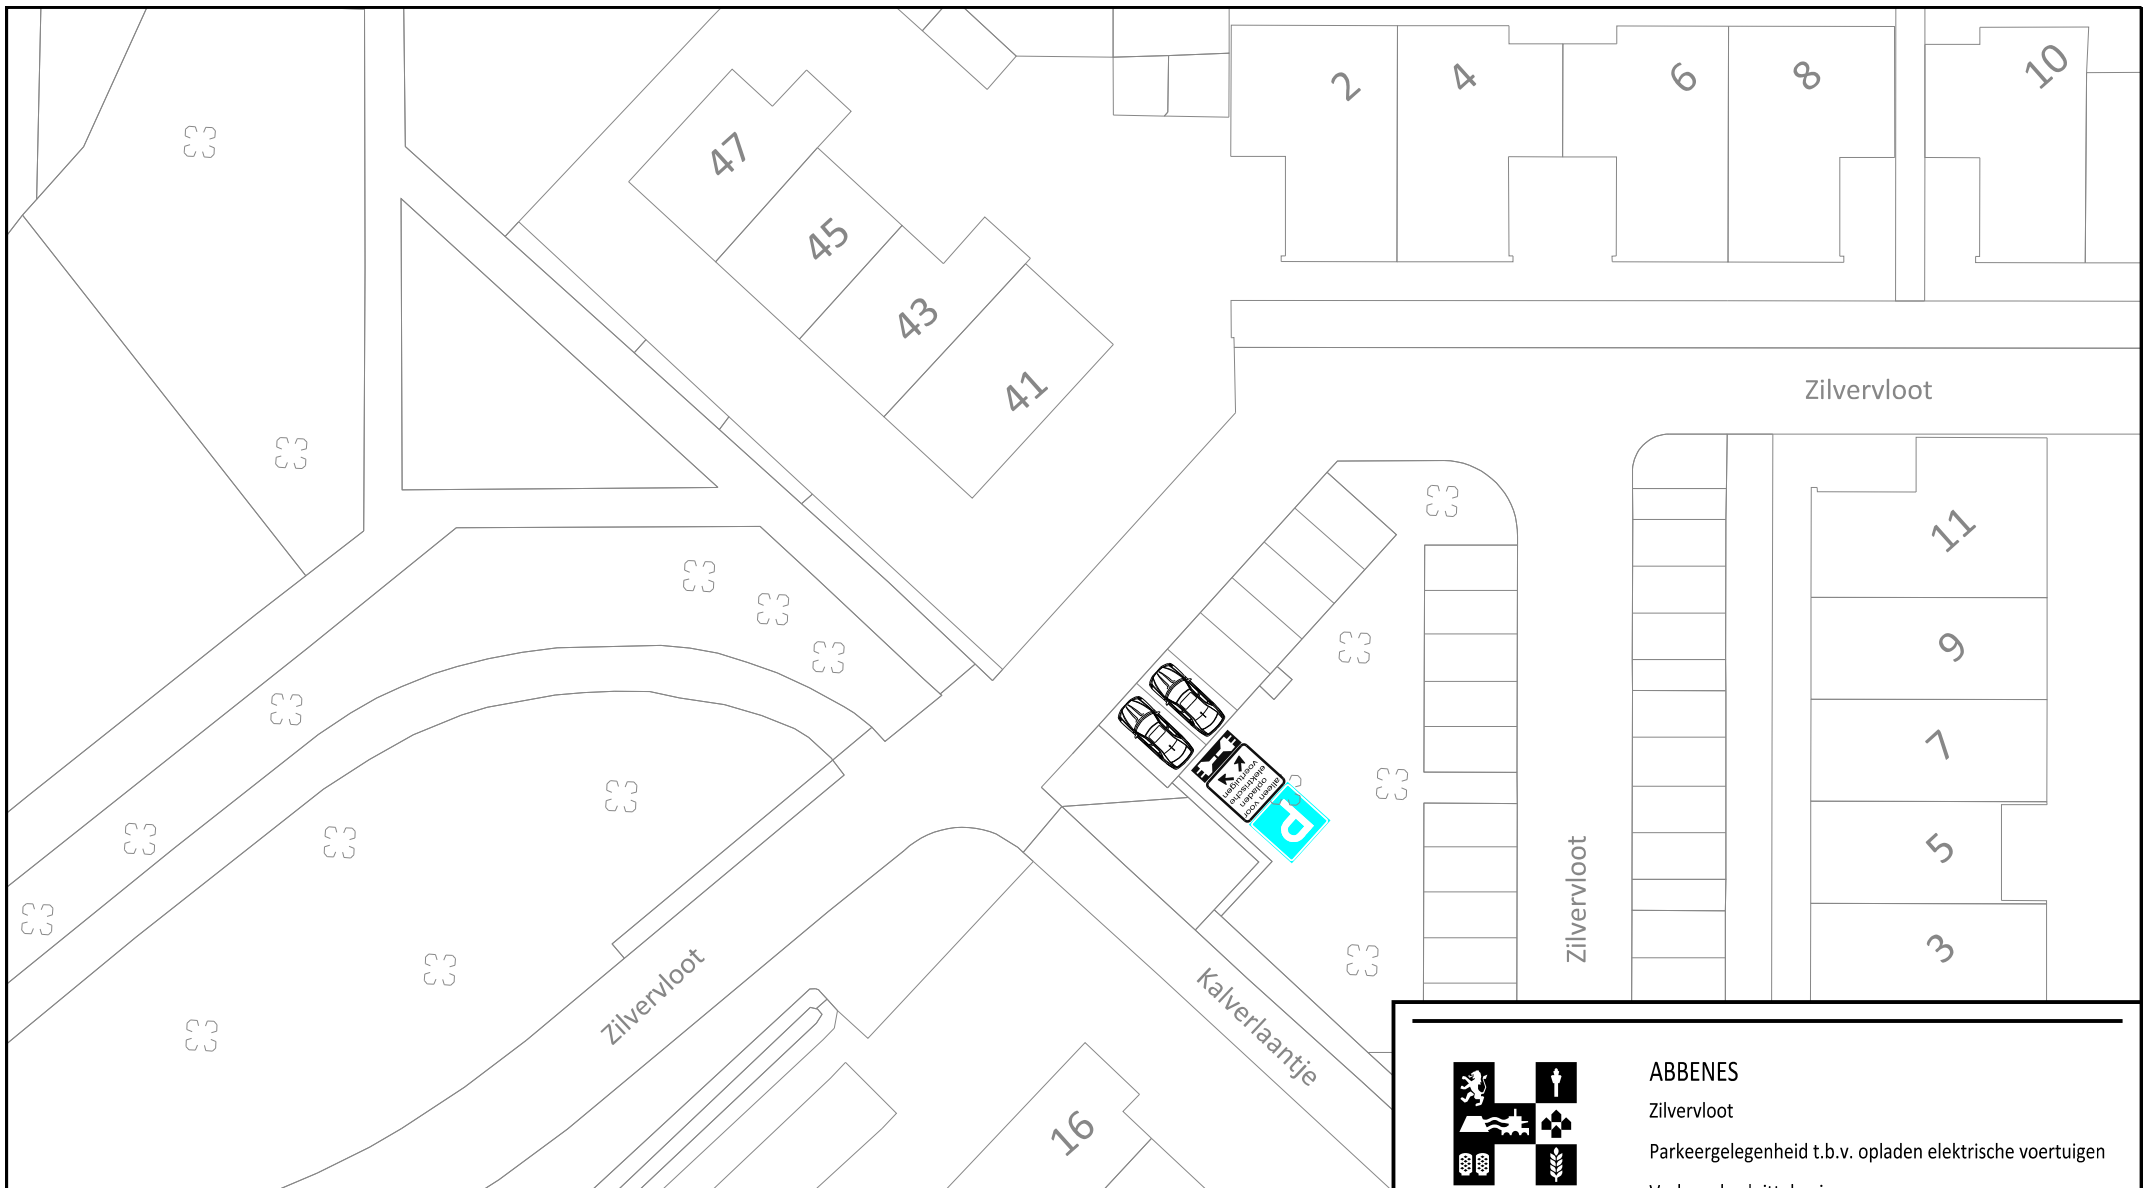 2
4
6
8
10
47
45
43
41
Zilvervloot
11
9
7
5
3
alleen voor
opladen
elektrische
voertuigen
P
Zilvervloot
Zilvervloot
Kalverlaantje
16
ABBENES
Zilvervloot
Parkeergelegenheid t.b.v. opladen elektrische voertuigen